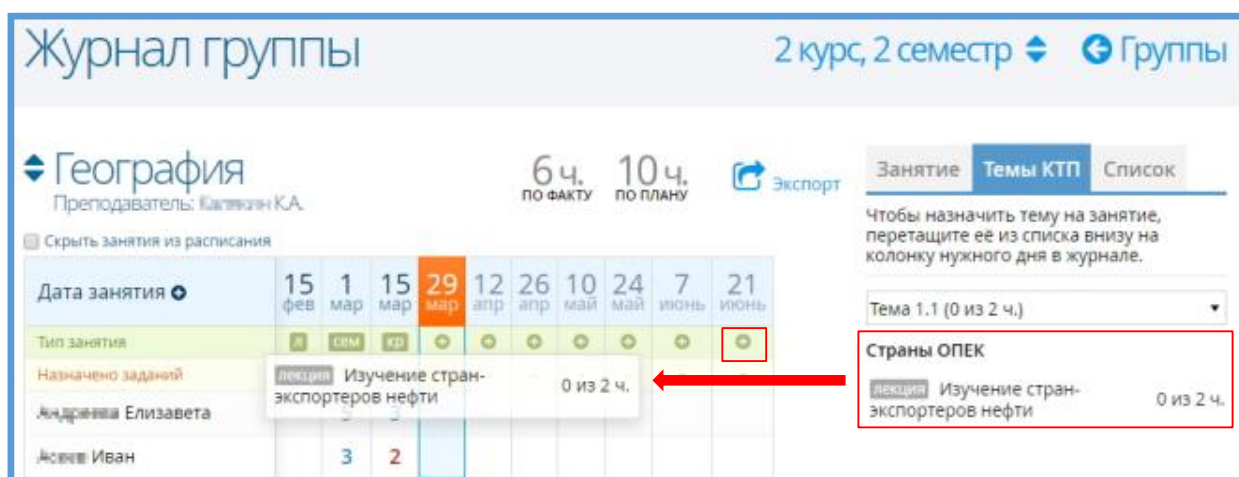 Журнал группы
2 курс, 2 семестр
Группы
География
Преподаватель: К.А.
6 ч. ПО ФАКТУ
10 ч. ПО ПЛАНУ
Экспорт
Скрыть занятия из расписания
Дата занятия 15 фев 1 мар 15 мар 29 мар 12 апр 26 апр 10 май 24 май 7 июнь 21 июнь
Тип занятия л сем кр
Назначено заданий
лекция Изучение стран-
экспортеров нефти 0 из 2 ч.
Елизавета
Иван 3 2
Занятие Темы КТП Список
Чтобы назначить тему на занятие,
перетащите её из списка внизу на
колонку нужного дня в журнале.
Тема 1.1 (0 из 2 ч.)
Страны ОПЕК
лекция Изучение стран-
экспортеров нефти 0 из 2 ч.